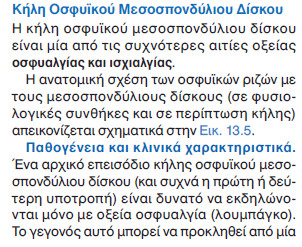 Κήλη Οσφυϊκού Μεσοσπονδύλιου Δίσκου
Η κήλη οσφυϊκού μεσοσπονδύλιου δίσκου
είναι μία από τις συχνότερες αιτίες οξείας
οσφυαλγίας και ισχιαλγίας.
Η ανατομική σχέση των οσφυϊκών ριζών με
τους μεσοσπονδύλιους δίσκους (σε φυσιο-
λογικές συνθήκες και σε περίπτωση κήλης)
απεικονίζεται σχηματικά στην Εικ. 13.5.
Παθογένεια και κλινικά χαρακτηριστικά.
Ένα αρχικό επεισόδιο κήλης οσφυϊκού μεσο-
σπονδύλιου δίσκου (και συχνά η πρώτη ή δεύ-
τερη υποτροπή) είναι δυνατό να εκδηλώνο-
νται μόνο με οξεία οσφυαλγία (λουμπάγκο).
Το γεγονός αυτό μπορεί να προκληθεί από μία